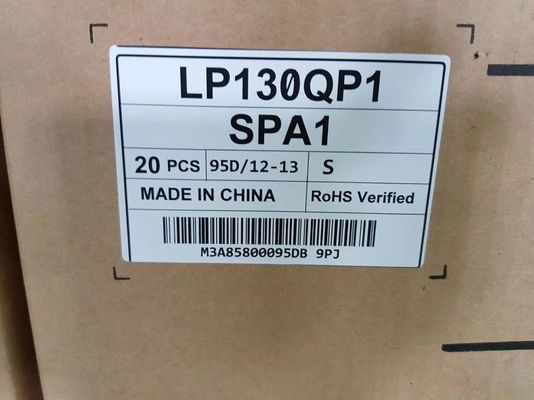 LP130QP1
SPA1
20 PCS 95D/12-13 S
MADE IN CHINA RoHS Verified
M3A85800095DB 9PJ